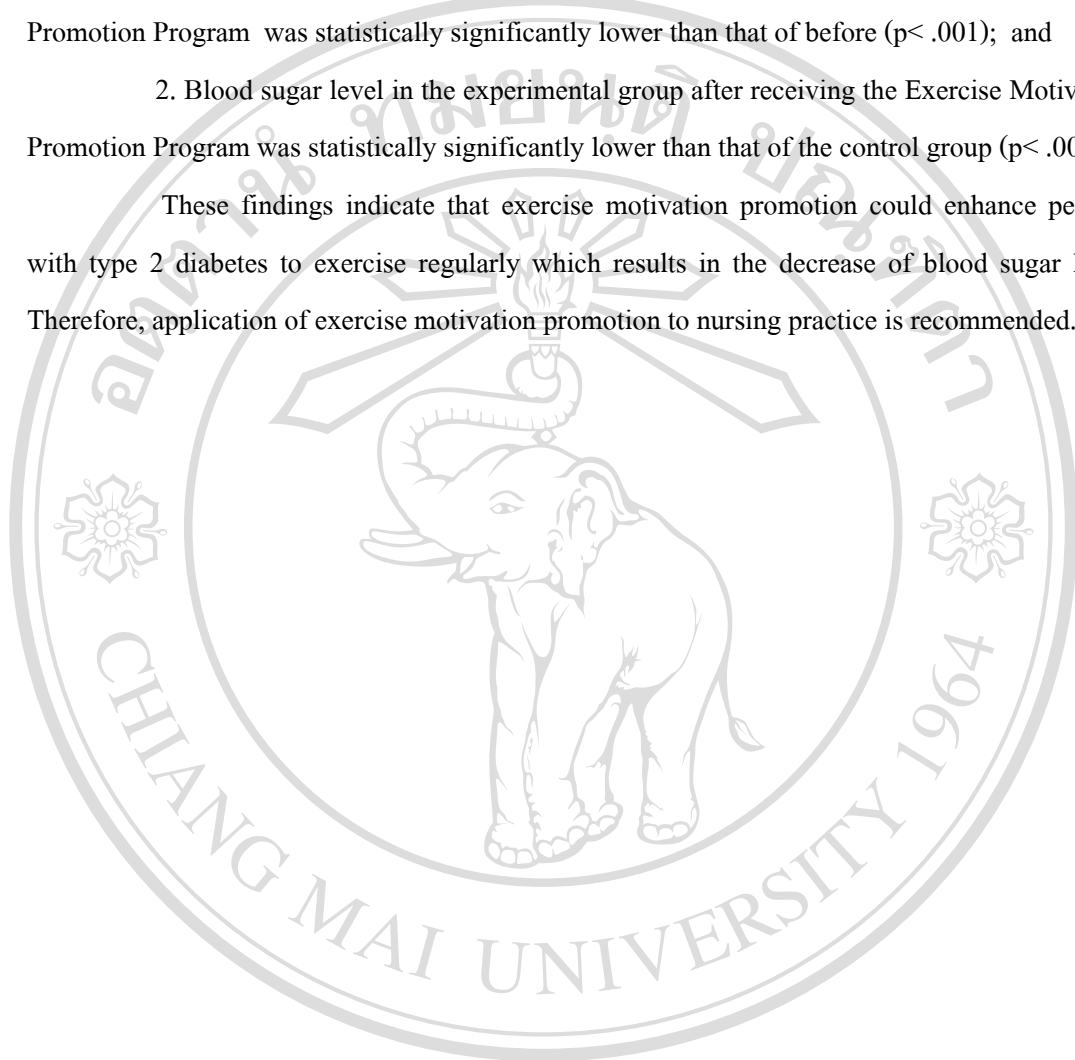 Promotion Program was statistically significantly lower than that of before (p< .001); and
2. Blood sugar level in the experimental group after receiving the Exercise Motiv
Promotion Program was statistically significantly lower than that of the control group (p< .00
These findings indicate that exercise motivation promotion could enhance pe
with type 2 diabetes to exercise regularly which results in the decrease of blood sugar
Therefore, application of exercise motivation promotion to nursing practice is recommended.
CHIANG MAI UNIVERSITY 1964